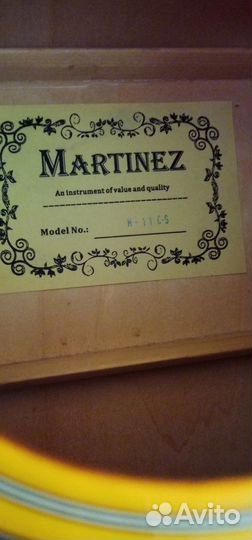 MARTINEZ
An instrument of value and quality
Model No.:
Avito